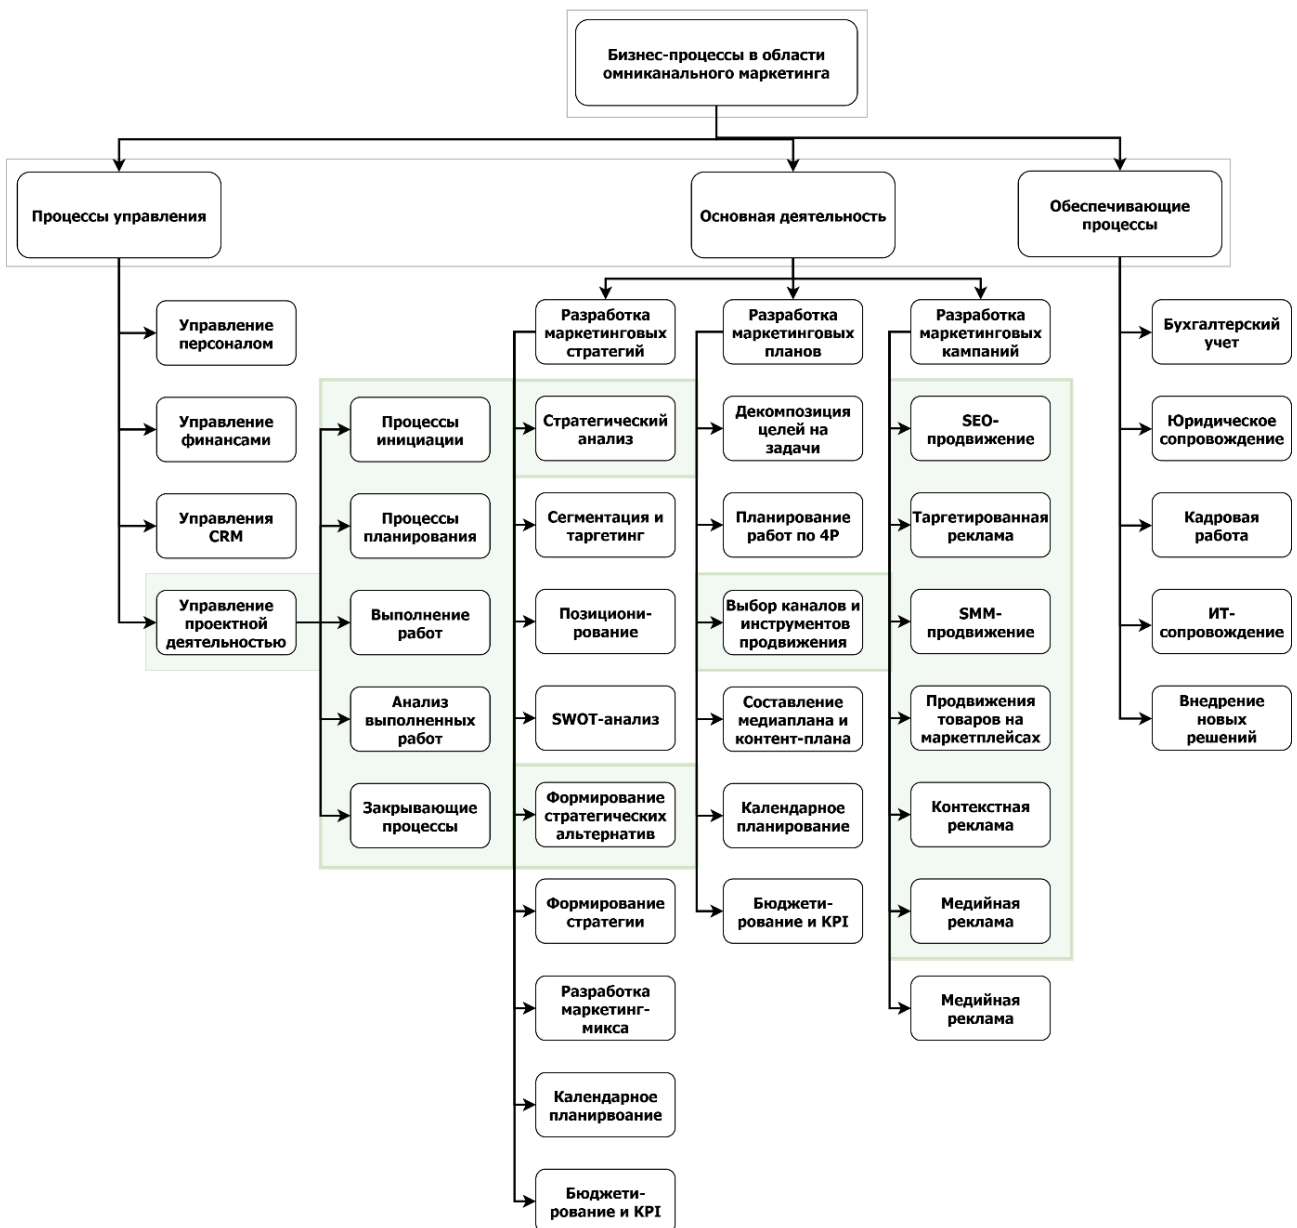 Бизнес-процессы в области
омниканального маркетинга
Процессы управления
Основная деятельность
Обеспечивающие
процессы
Управление
персоналом
Управление
финансами
Управления
CRM
Управление
проектной
деятельностью
Процессы
инициации
Процессы
планирования
Выполнение
работ
Анализ
выполненных
работ
Закрывающие
процессы
Разработка
маркетинговых
стратегий
Стратегический
анализ
Сегментация и
таргетинг
Позициони-
рование
SWOT-анализ
Формирование
стратегических
альтернатив
Формирование
стратегии
Разработка
маркетинг-
микса
Календарное
планирвоание
Бюджети-
рование и KPI
Разработка
маркетинговых
планов
Декомпозиция
целей на
задачи
Планирование
работ по 4P
Выбор каналов и
инструментов
продвижения
Составление
медиаплана и
контент-плана
Календарное
планирование
Бюджети-
рование и KPI
Разработка
маркетинговых
кампаний
SEO-
продвижение
Таргетированная
реклама
SMM-
продвижение
Продвижения
товаров на
маркетплейсах
Контекстная
реклама
Медийная
реклама
Медийная
реклама
Бухгалтерский
учет
Юридическое
сопровождение
Кадровая
работа
ИТ-
сопровождение
Внедрение
новых
решений